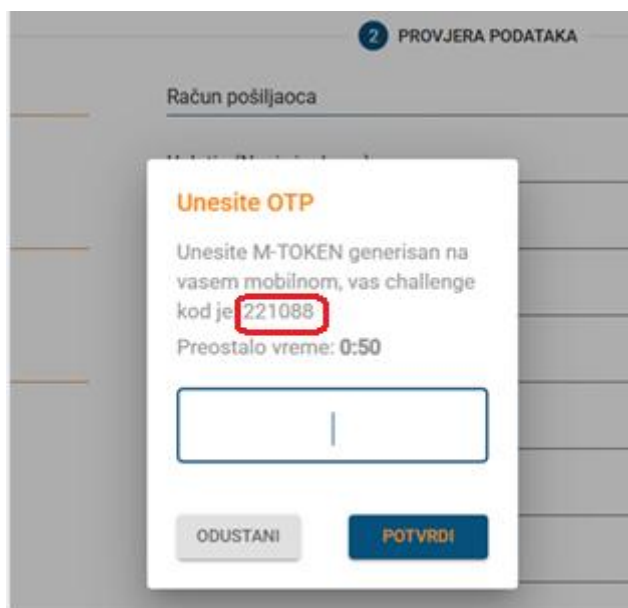 2 PROVJERA PODATAKA
Račun pošiljaoca
Unesite OTP
Unesite M-TOKEN generisan na
vasem mobilnom, vas challenge
kod je: 221088
Preostalo vreme: 0:50
ODUSTANI
POTVRDI